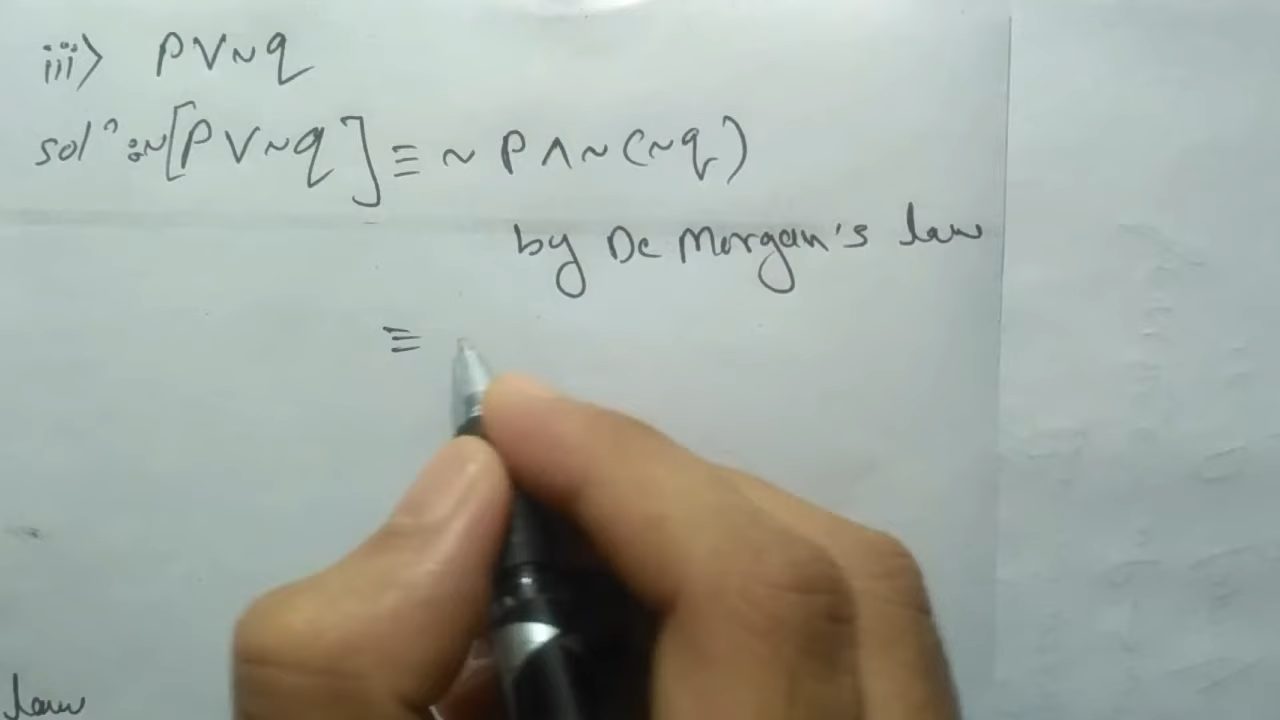 iii> P∨~q
solⁿ :~[P∨~q] ≡ ~P∧~(~q)
by De Morgan's law
≡
law